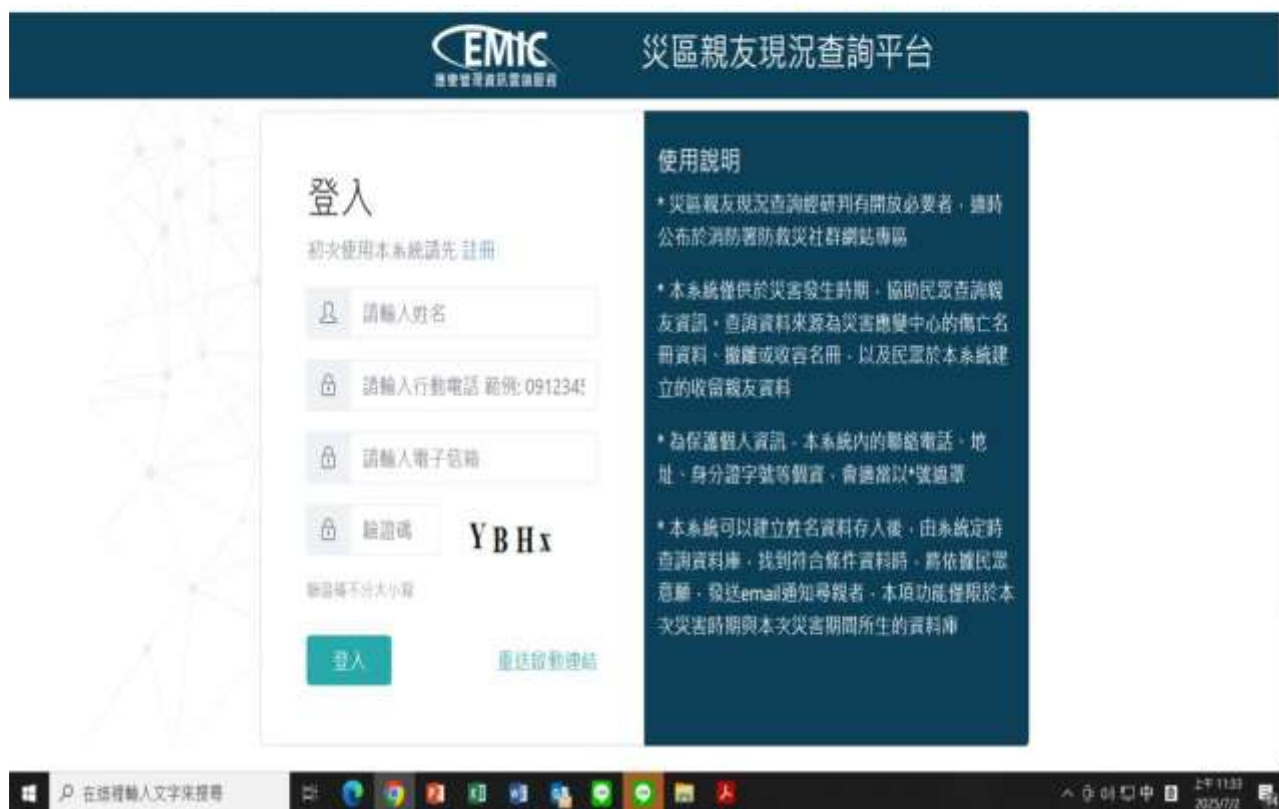 EMIC
應變管理資訊雲端服務
災區親友現況查詢平台
登入
初次使用本系統請先 註冊
請輸入姓名
請輸入行動電話 範例: 0912345
請輸入電子信箱
驗證碼
YBHx
驗證碼不分大小寫
登入
重送啟動連結
使用說明
* 災區親友現況查詢經研判有開放必要者，適時
公布於消防署防救災社群網站專區
* 本系統僅供於災害發生時期，協助民眾查詢親
友資訊。查詢資料來源為災害應變中心的傷亡名
冊資料、撤離或收容名冊，以及民眾於本系統建
立的收留親友資料
* 為保護個人資訊，本系統內的聯絡電話、地
址、身分證字號等個資，會適當以*號遮罩
* 本系統可以建立姓名資料存入後，由系統定時
查詢資料庫，找到符合條件資料時，將依據民眾
意願，發送email通知尋親者，本項功能僅限於本
次災害時期與本次災害期間所生的資料庫
在這裡輸入文字來搜尋
中
上午 11:33